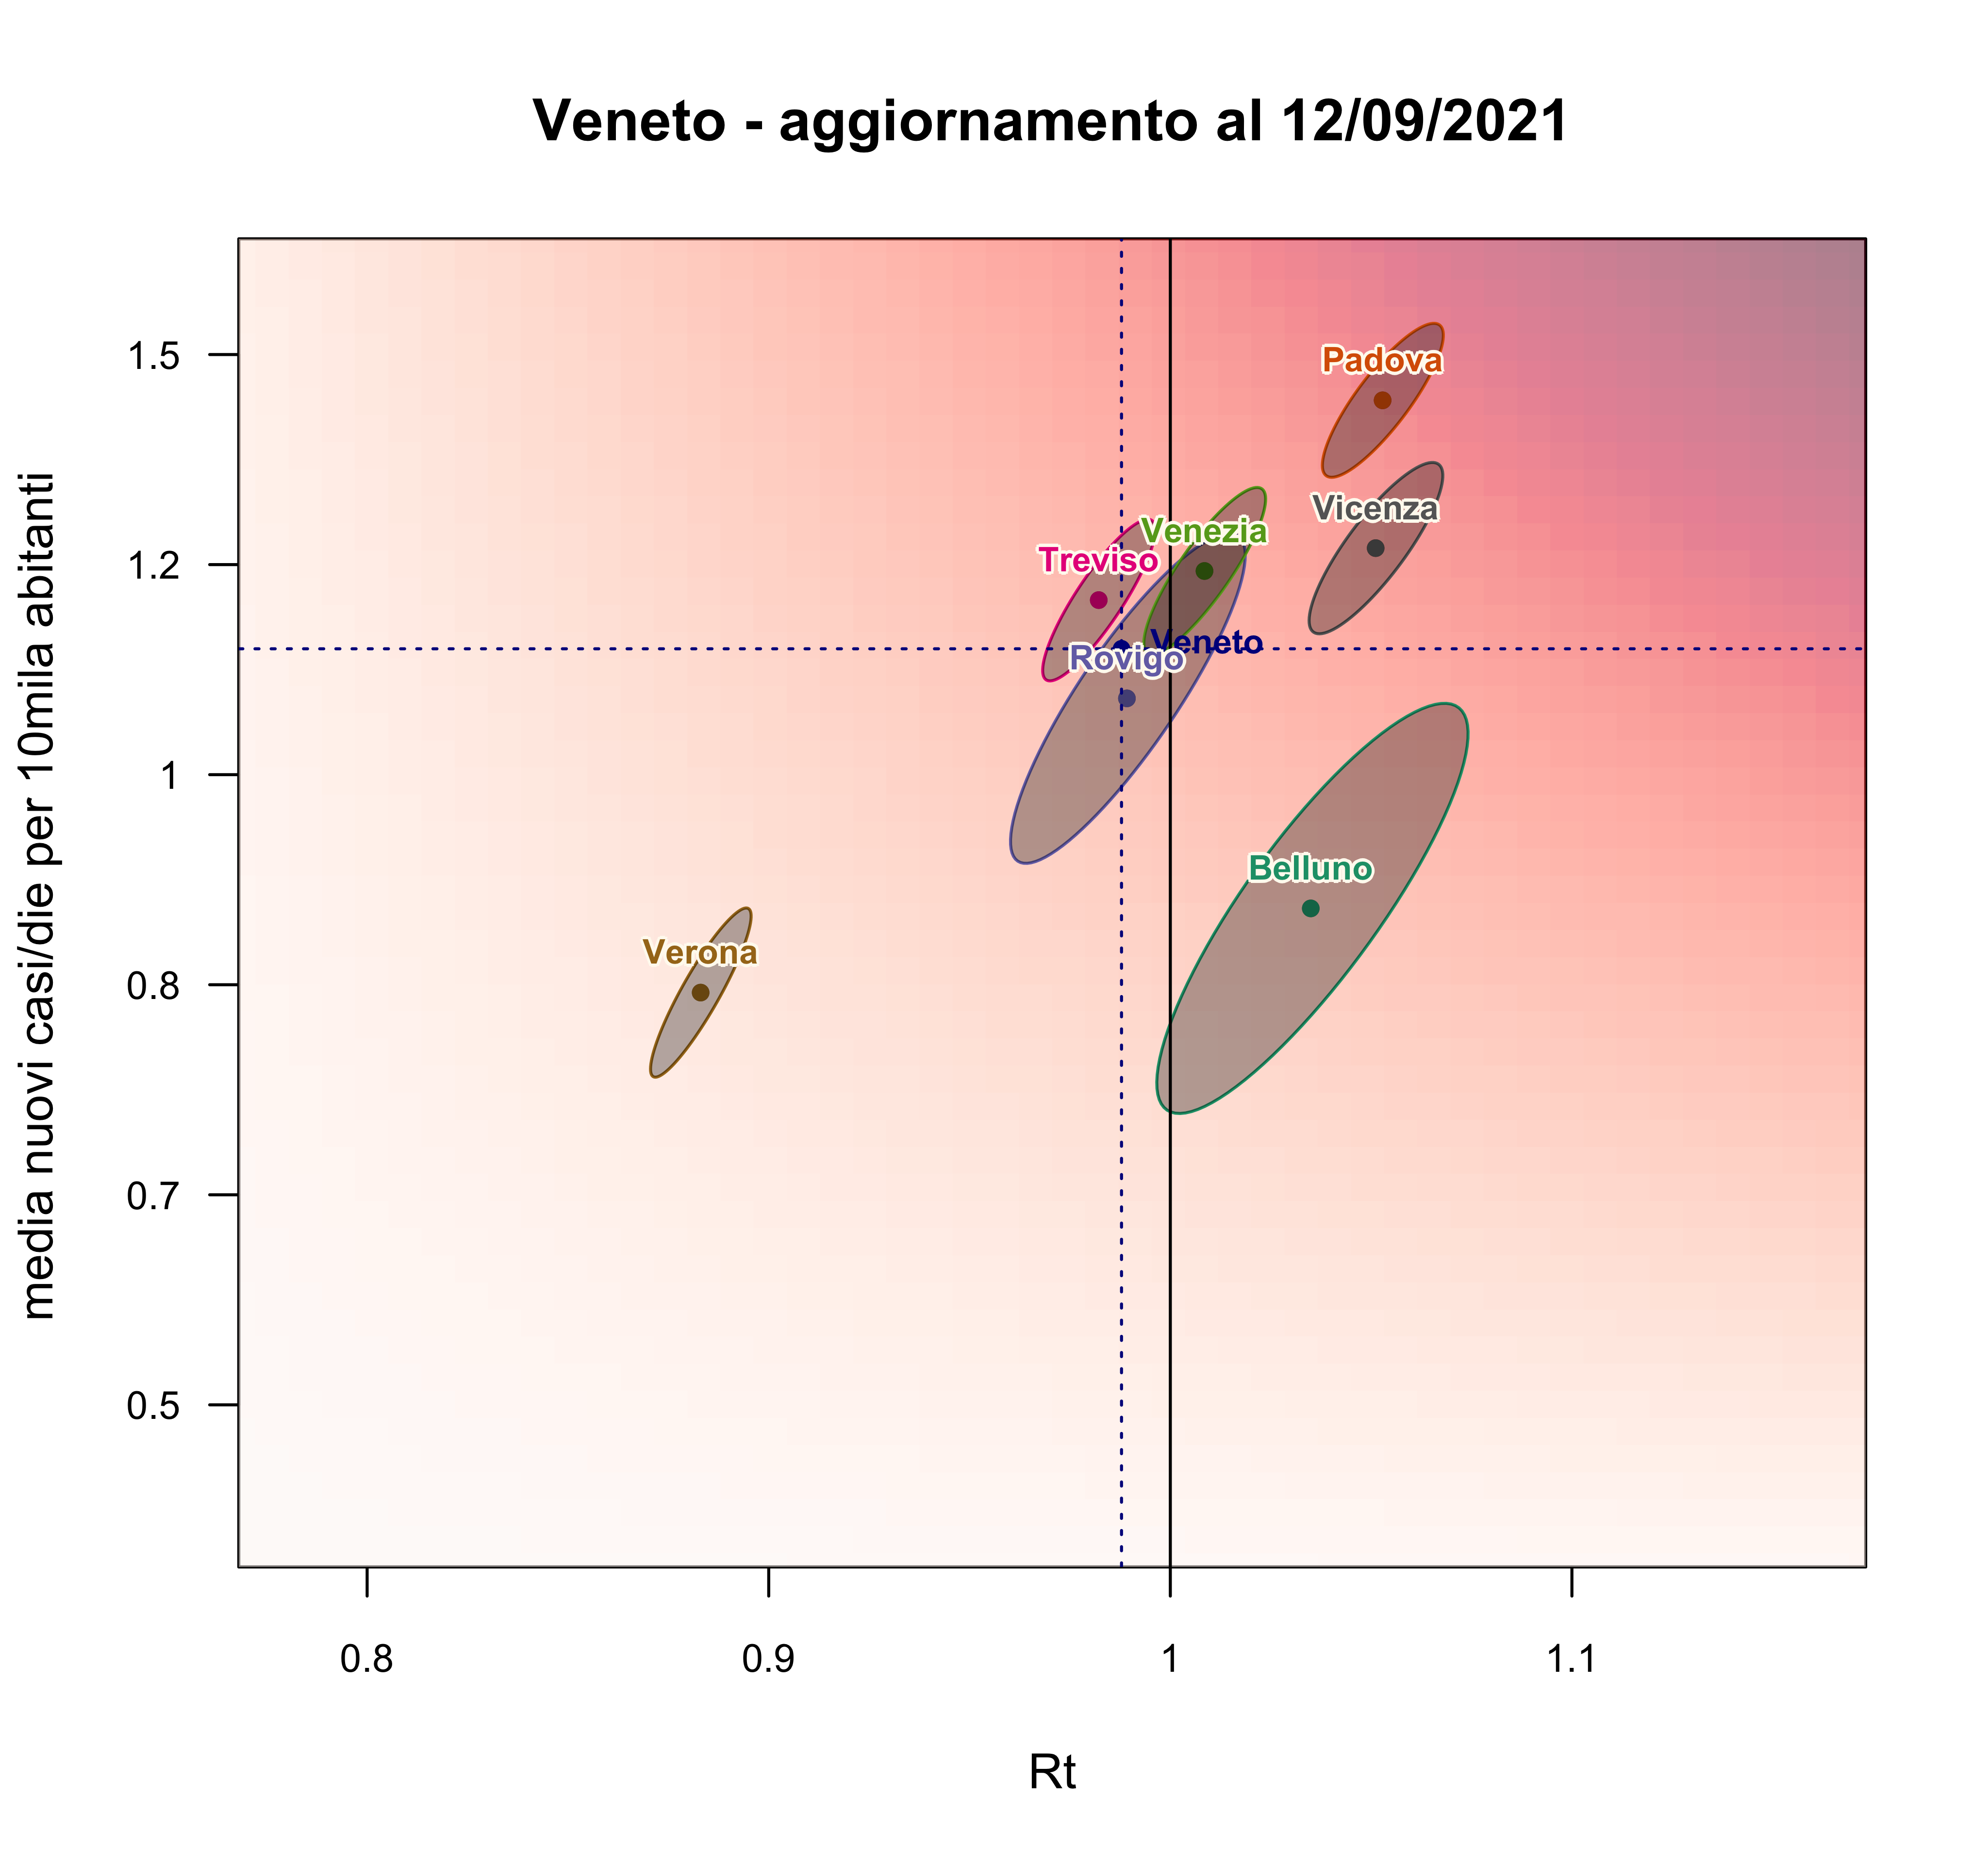 Veneto - aggiornamento al 12/09/2021
media nuovi casi/die per 10mila abitanti
1.5
1.2
1
0.8
0.7
0.5
Padova
Vicenza
Venezia
Treviso
Veneto
Rovigo
Belluno
Verona
0.8
0.9
1
1.1
Rt